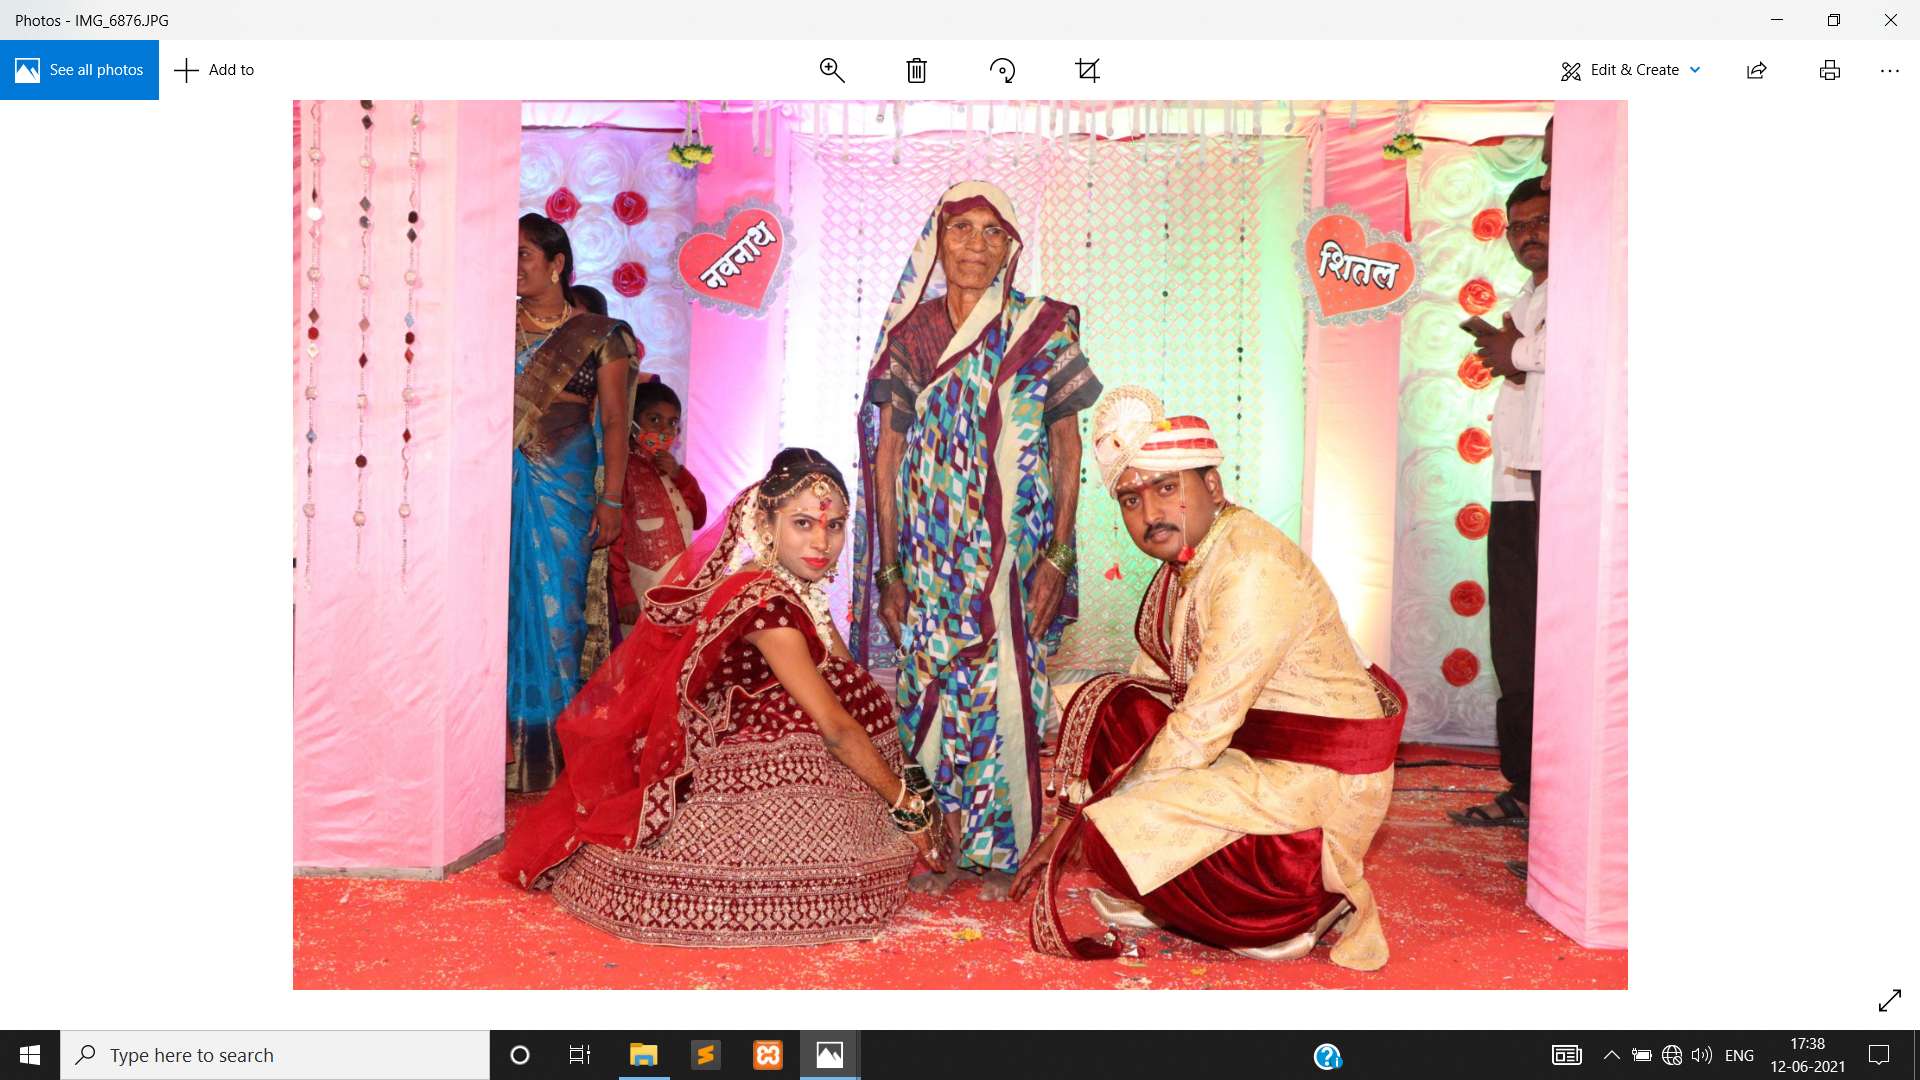 Photos - IMG_6876.JPG
See all photos
Add to
Edit & Create
नवनाथ
शितल
Type here to search
ENG
17:38
12-06-2021